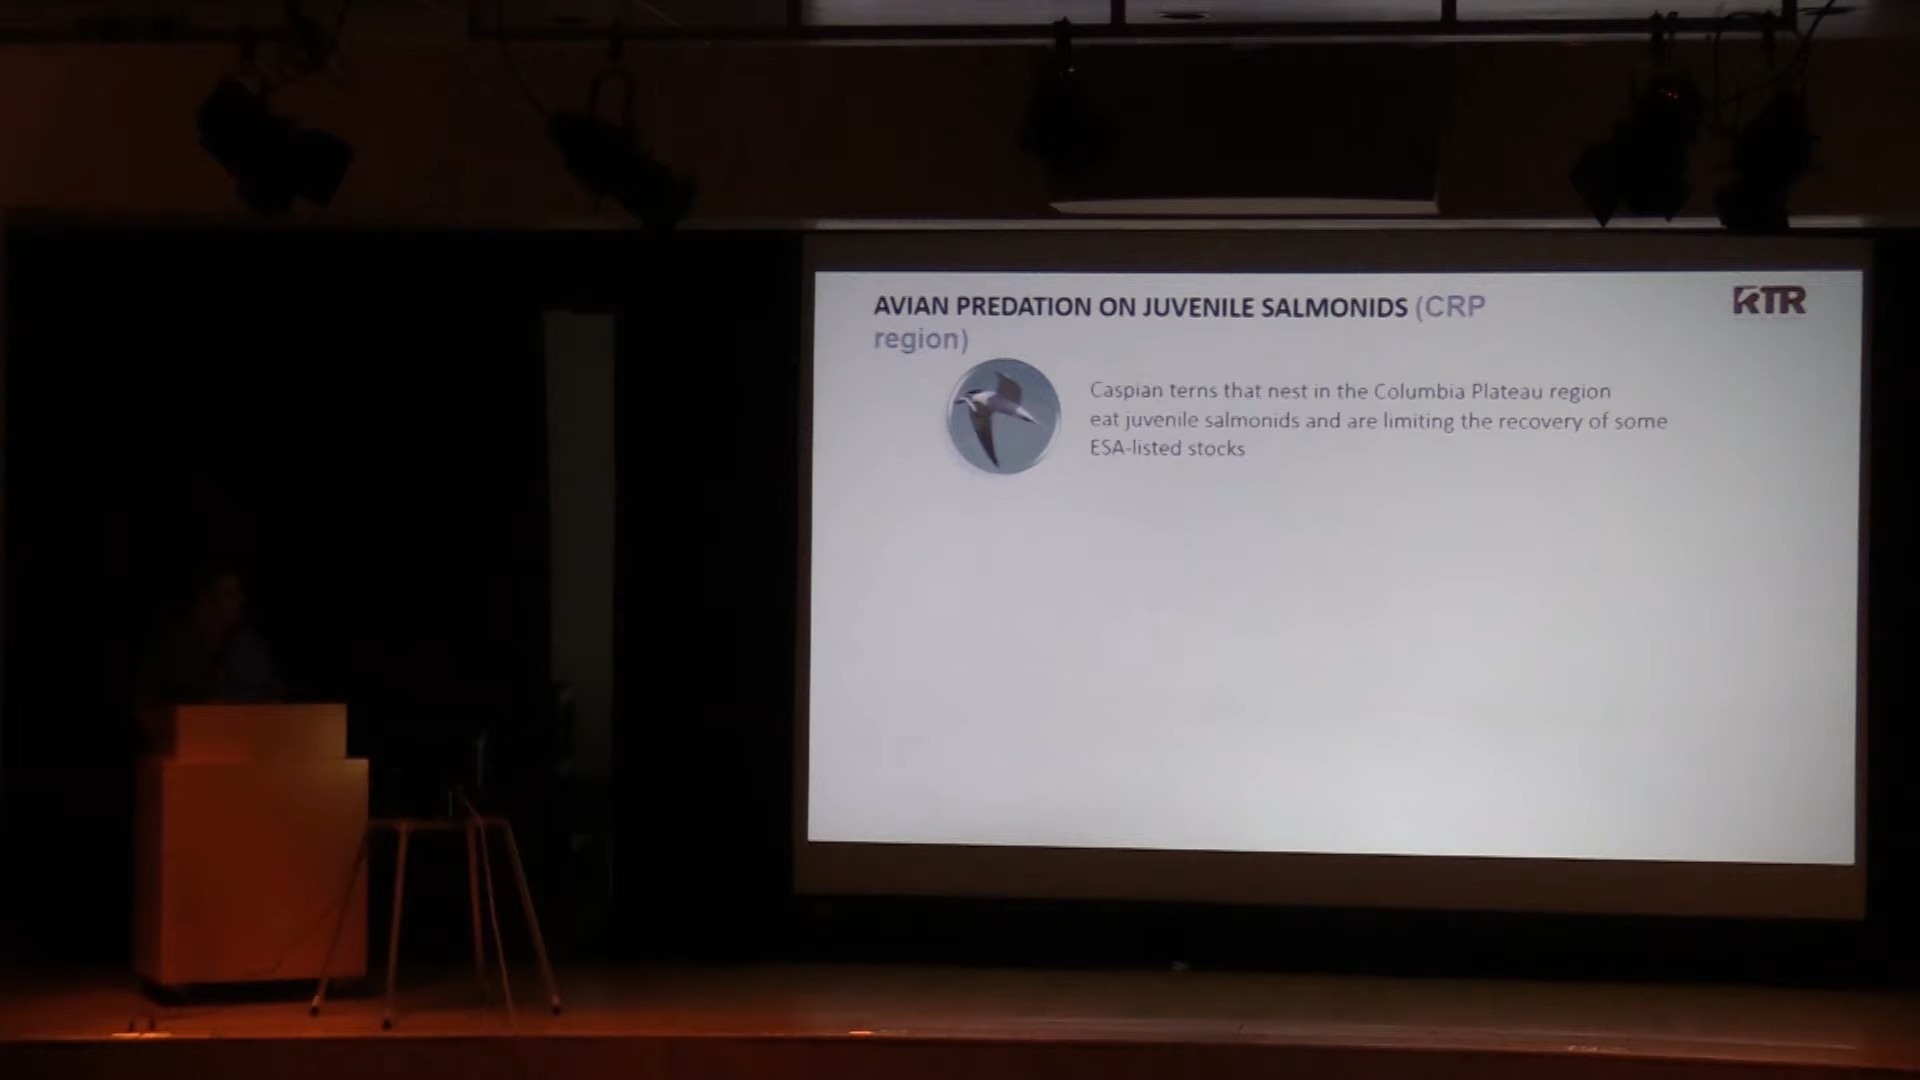 AVIAN PREDATION ON JUVENILE SALMONIDS (CRP
region)
RTR
Caspian terns that nest in the Columbia Plateau region
eat juvenile salmonids and are limiting the recovery of some
ESA-listed stocks